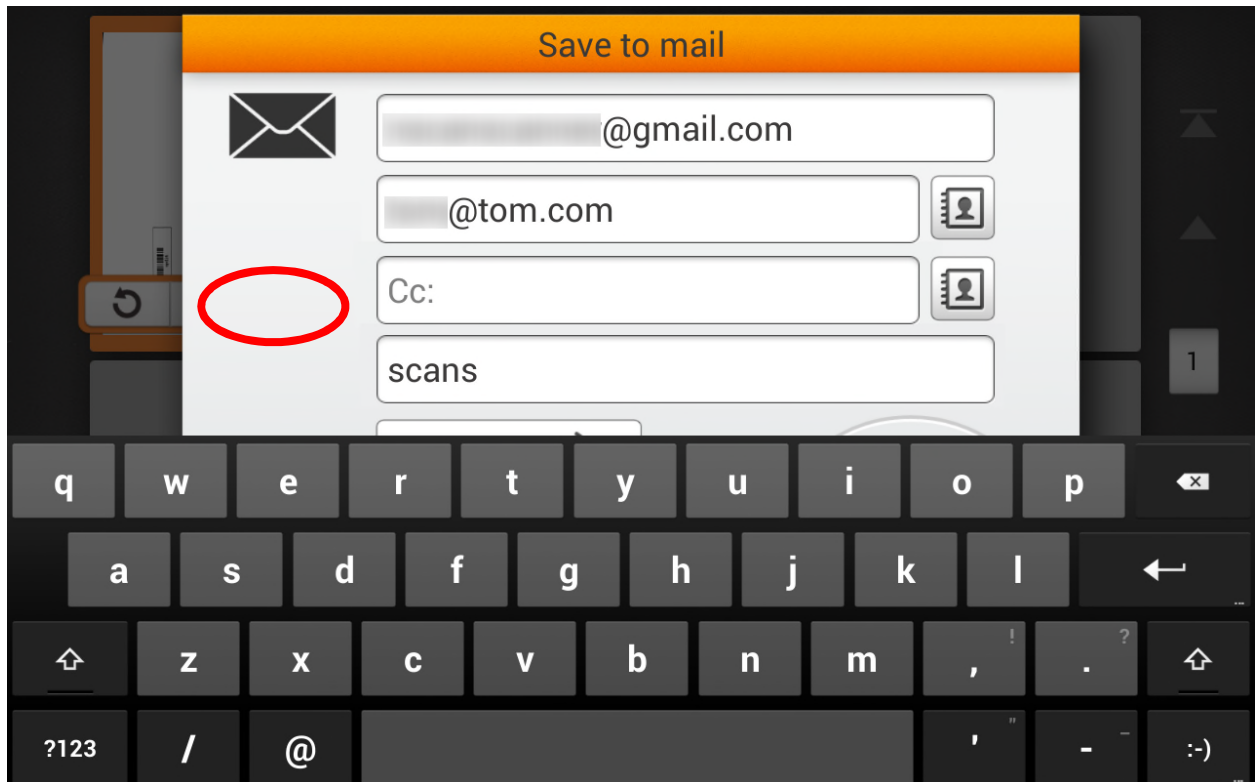 Save to mail
@gmail.com
@tom.com
Cc:
scans
1
q w e r t y u i o p
a s d f g h j k l
z x c v b n m , ! . ?
?123 / @ ' " - _ :-)